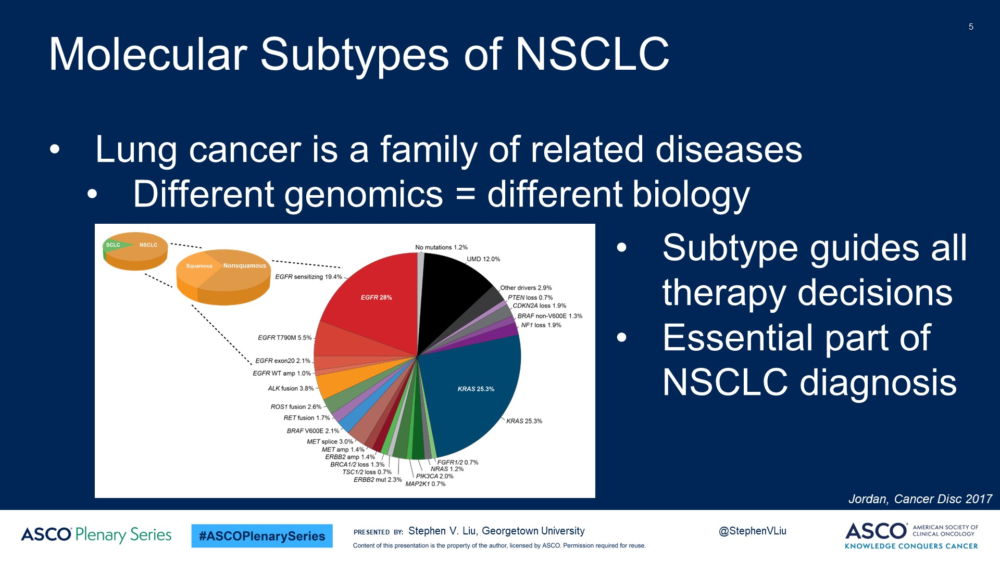 5
Molecular Subtypes of NSCLC
• Lung cancer is a family of related diseases
• Different genomics = different biology
SCLC
NSCLC
Squamous
Nonsquamous
No mutations 1.2%
UMD 12.0%
Other drivers 2.9%
PTEN loss 0.7%
CDKN2A loss 1.9%
BRAF non-V600E 1.3%
NF1 loss 1.9%
KRAS 25.3%
KRAS 25.3%
FGFR1/2 0.7%
NRAS 1.2%
PIK3CA 2.0%
MAP2K1 0.7%
ERBB2 mut 2.3%
TSC1/2 loss 0.7%
BRCA1/2 loss 1.3%
ERBB2 amp 1.4%
MET amp 1.4%
MET splice 3.0%
BRAF V600E 2.1%
RET fusion 1.7%
ROS1 fusion 2.6%
ALK fusion 3.8%
EGFR WT amp 1.0%
EGFR exon20 2.1%
EGFR T790M 5.5%
EGFR sensitizing 19.4%
EGFR 28%
• Subtype guides all
therapy decisions
• Essential part of
NSCLC diagnosis
Jordan, Cancer Disc 2017
ASCO Plenary Series
#ASCOPlenarySeries
PRESENTED BY: Stephen V. Liu, Georgetown University
@StephenVLiu
Content of this presentation is the property of the author, licensed by ASCO. Permission required for reuse.
ASCO AMERICAN SOCIETY OF
CLINICAL ONCOLOGY
KNOWLEDGE CONQUERS CANCER